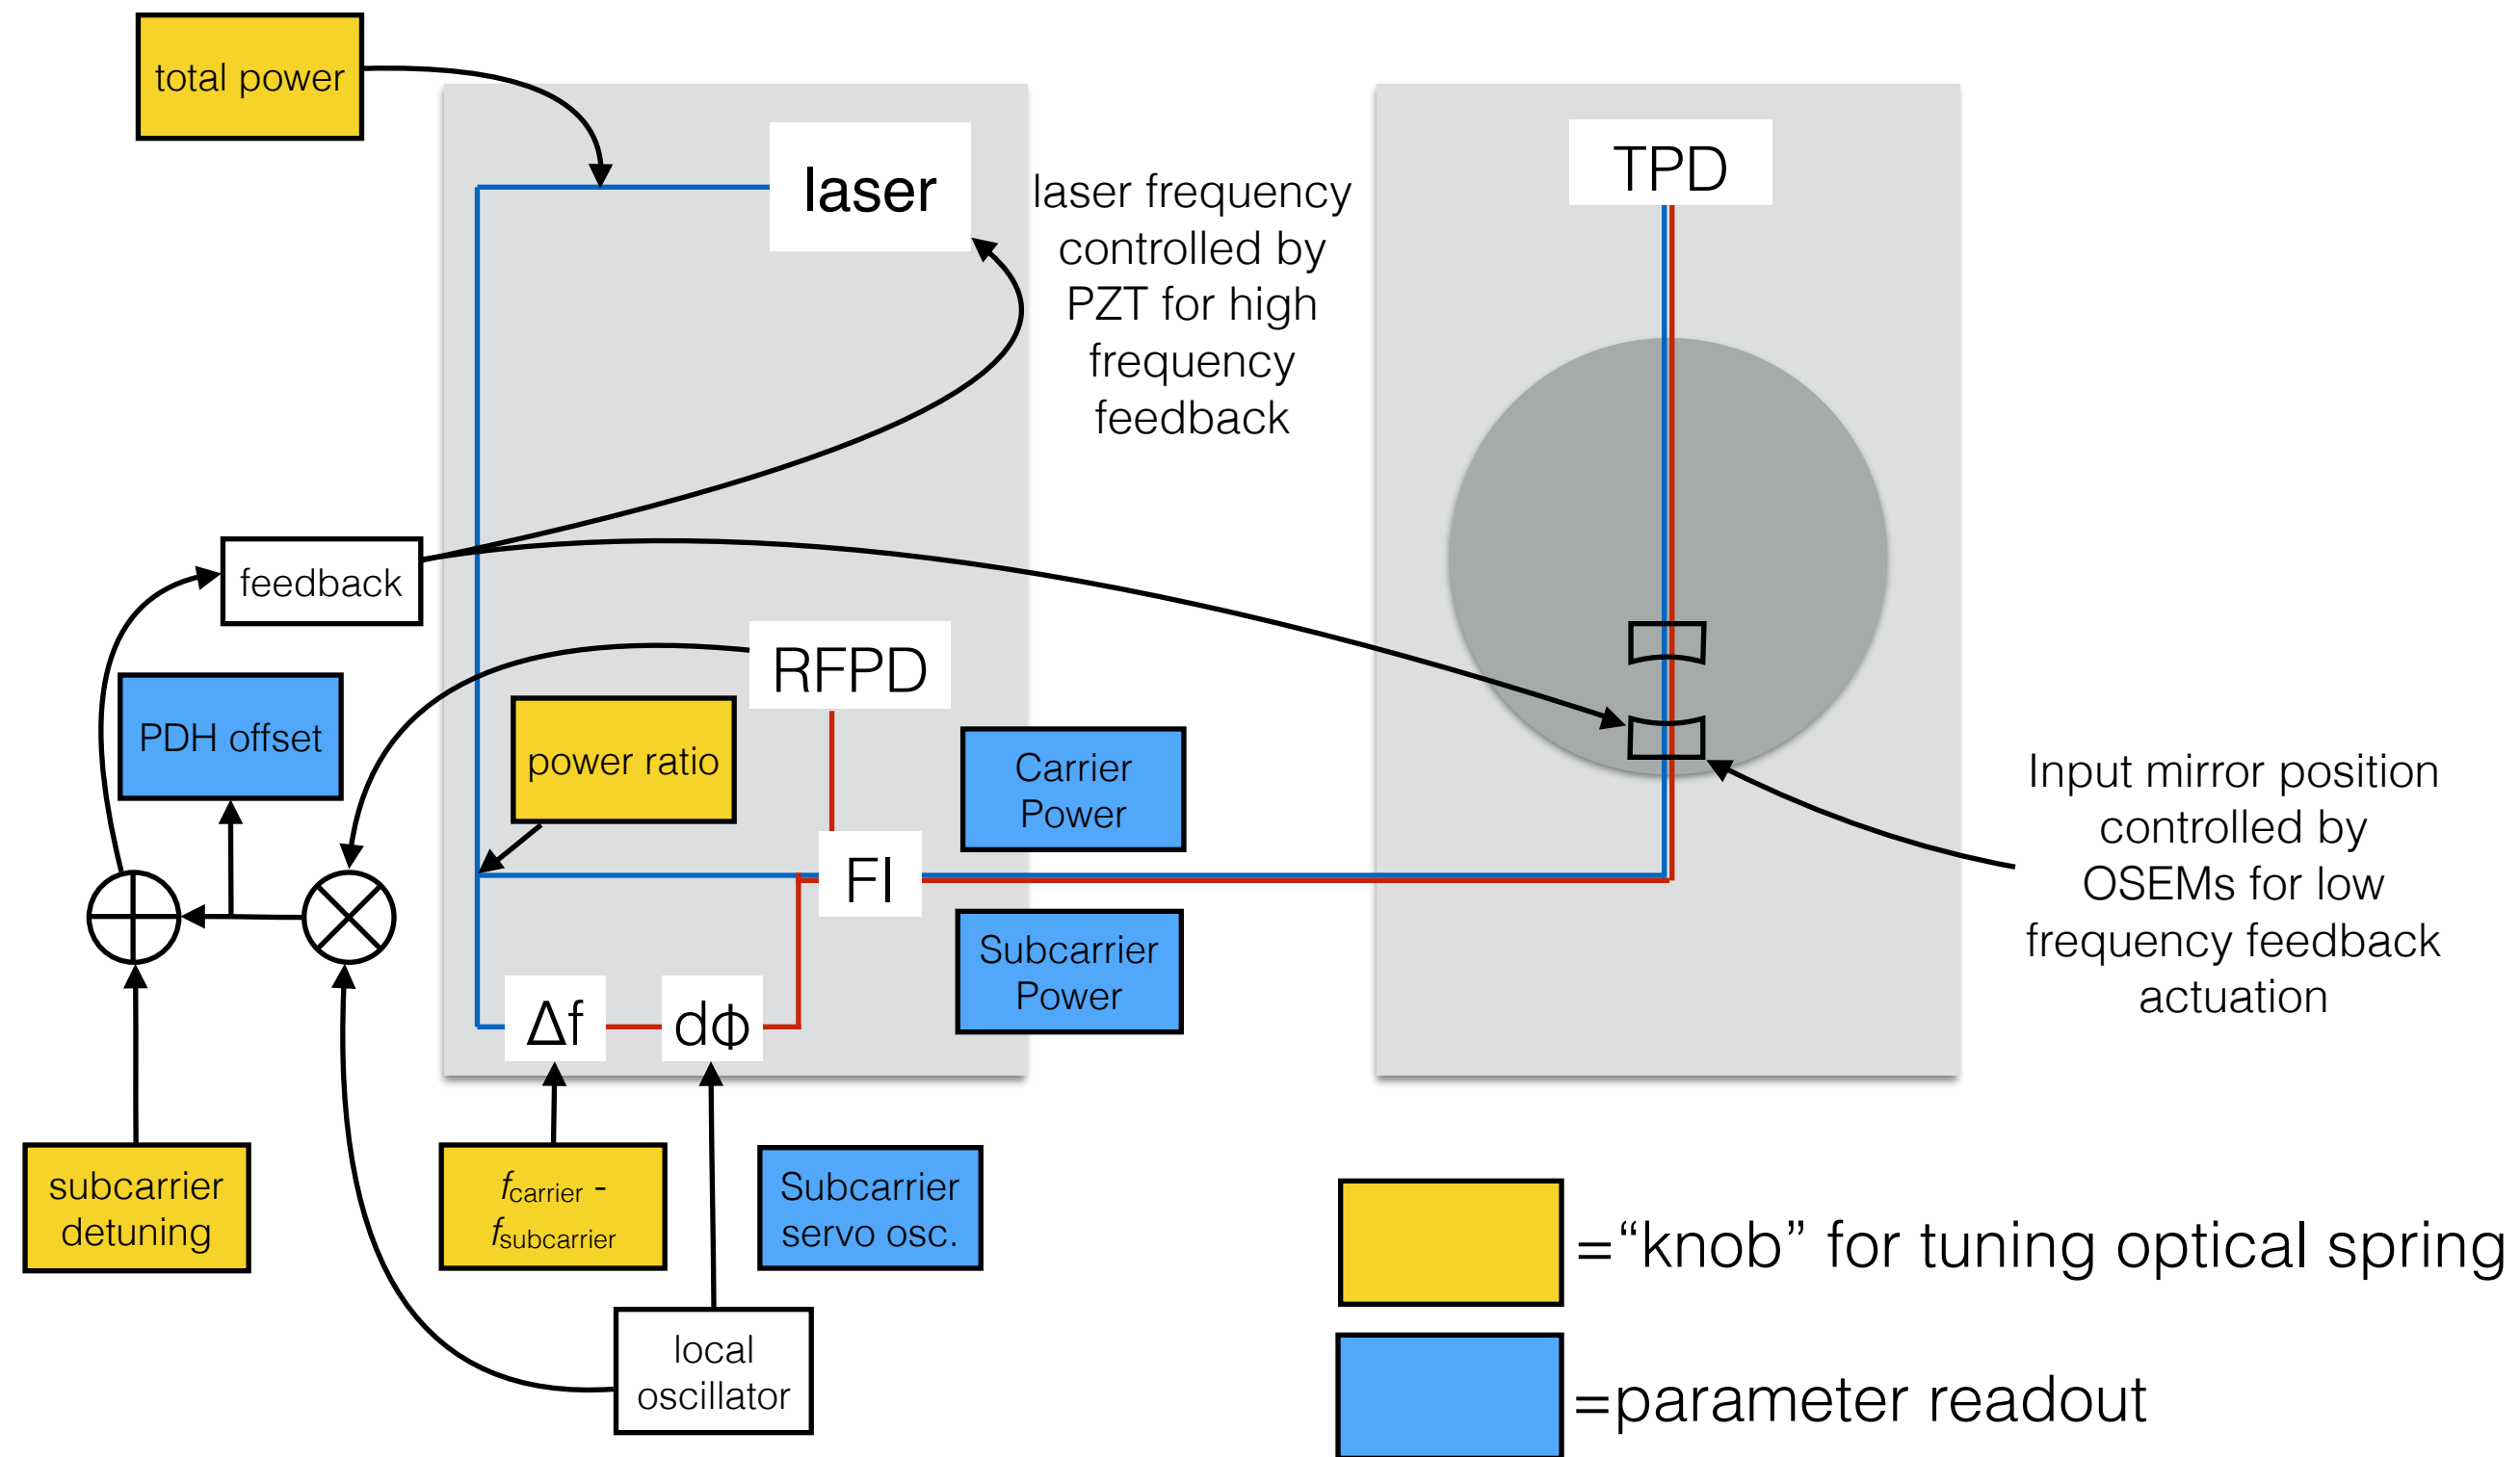 total power
laser
laser frequency
controlled by
PZT for high
frequency
feedback
TPD
feedback
RFPD
PDH offset
power ratio
Carrier
Power
FI
Subcarrier
Power
Input mirror position
controlled by
OSEMs for low
frequency feedback
actuation
Δf
dϕ
subcarrier
detuning
fcarrier -
fsubcarrier
Subcarrier
servo osc.
local
oscillator
=“knob” for tuning optical spring
=parameter readout